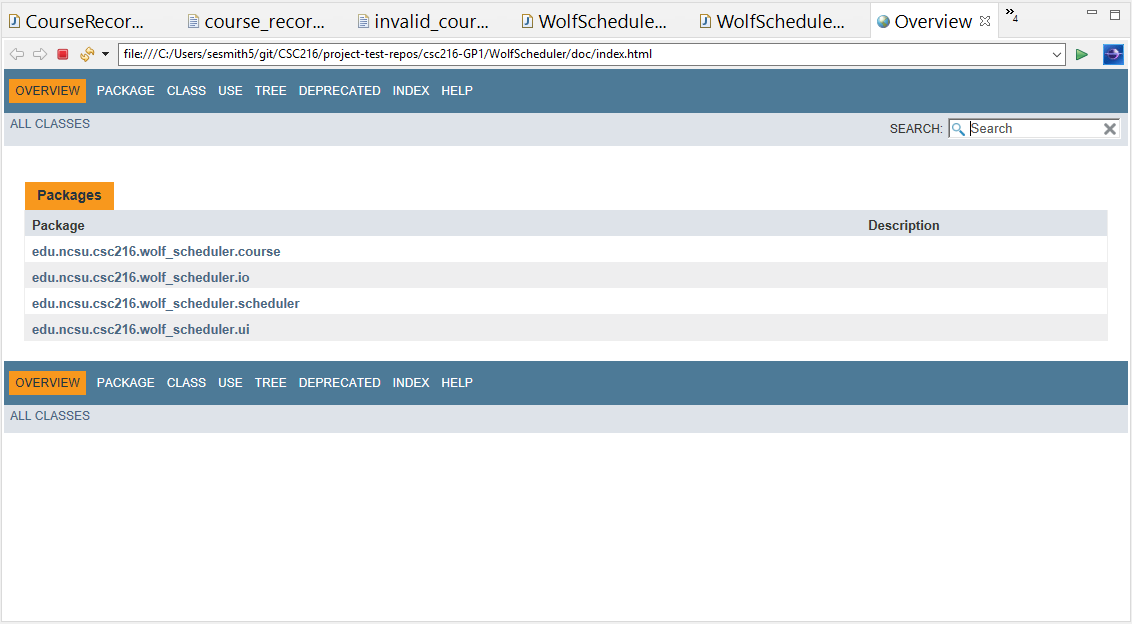 CourseRecor... course_recor... invalid_cour... WolfSchedule... WolfSchedule... Overview »4
file:///C:/Users/sesmith5/git/CSC216/project-test-repos/csc216-GP1/WolfScheduler/doc/index.html
OVERVIEW PACKAGE CLASS USE TREE DEPRECATED INDEX HELP
ALL CLASSES
SEARCH: Search
Packages
Package Description
edu.ncsu.csc216.wolf_scheduler.course
edu.ncsu.csc216.wolf_scheduler.io
edu.ncsu.csc216.wolf_scheduler.scheduler
edu.ncsu.csc216.wolf_scheduler.ui
OVERVIEW PACKAGE CLASS USE TREE DEPRECATED INDEX HELP
ALL CLASSES